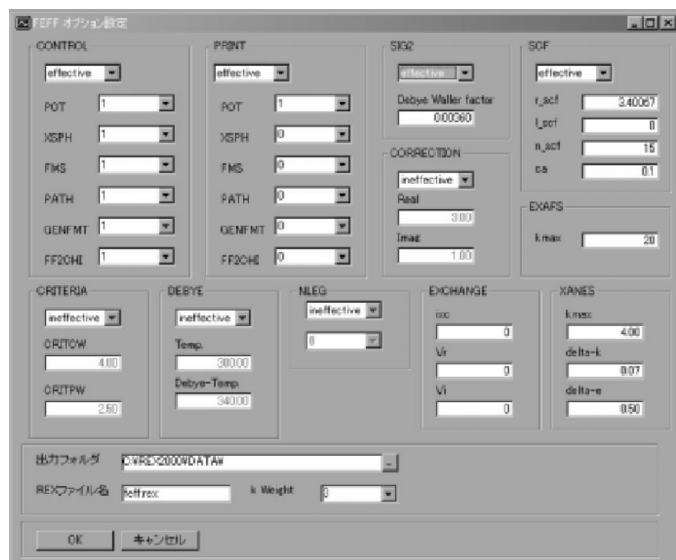 FEFF オプション設定
CONTROL
effective
POT 1
XSPH 1
FMS 1
PATH 1
GENFMT 1
FF2CHI 1
PRINT
effective
POT 1
XSPH 0
FMS 0
PATH 0
GENFMT 0
FF2CHI 0
SIG2
effective
Debye Waller factor
0.00360
CORRECTION
ineffective
Real
3.00
Imag
1.00
SCF
effective
r_scf 3.40067
l_scf 0
n_scf 15
ca 0.1
EXAFS
kmax 20
CRITERIA
ineffective
CRITCW
4.00
CRITPW
2.50
DEBYE
ineffective
Temp.
300.00
Debye-Temp.
340.00
NLEG
ineffective
8
EXCHANGE
ixc
0
Vr
0
Vi
0
XANES
kmax
4.00
delta-k
0.07
delta-e
0.50
出力フォルダ C:¥REX2000¥DATA¥ ...
REXファイル名 feff.rex k Weight 3
OK キャンセル